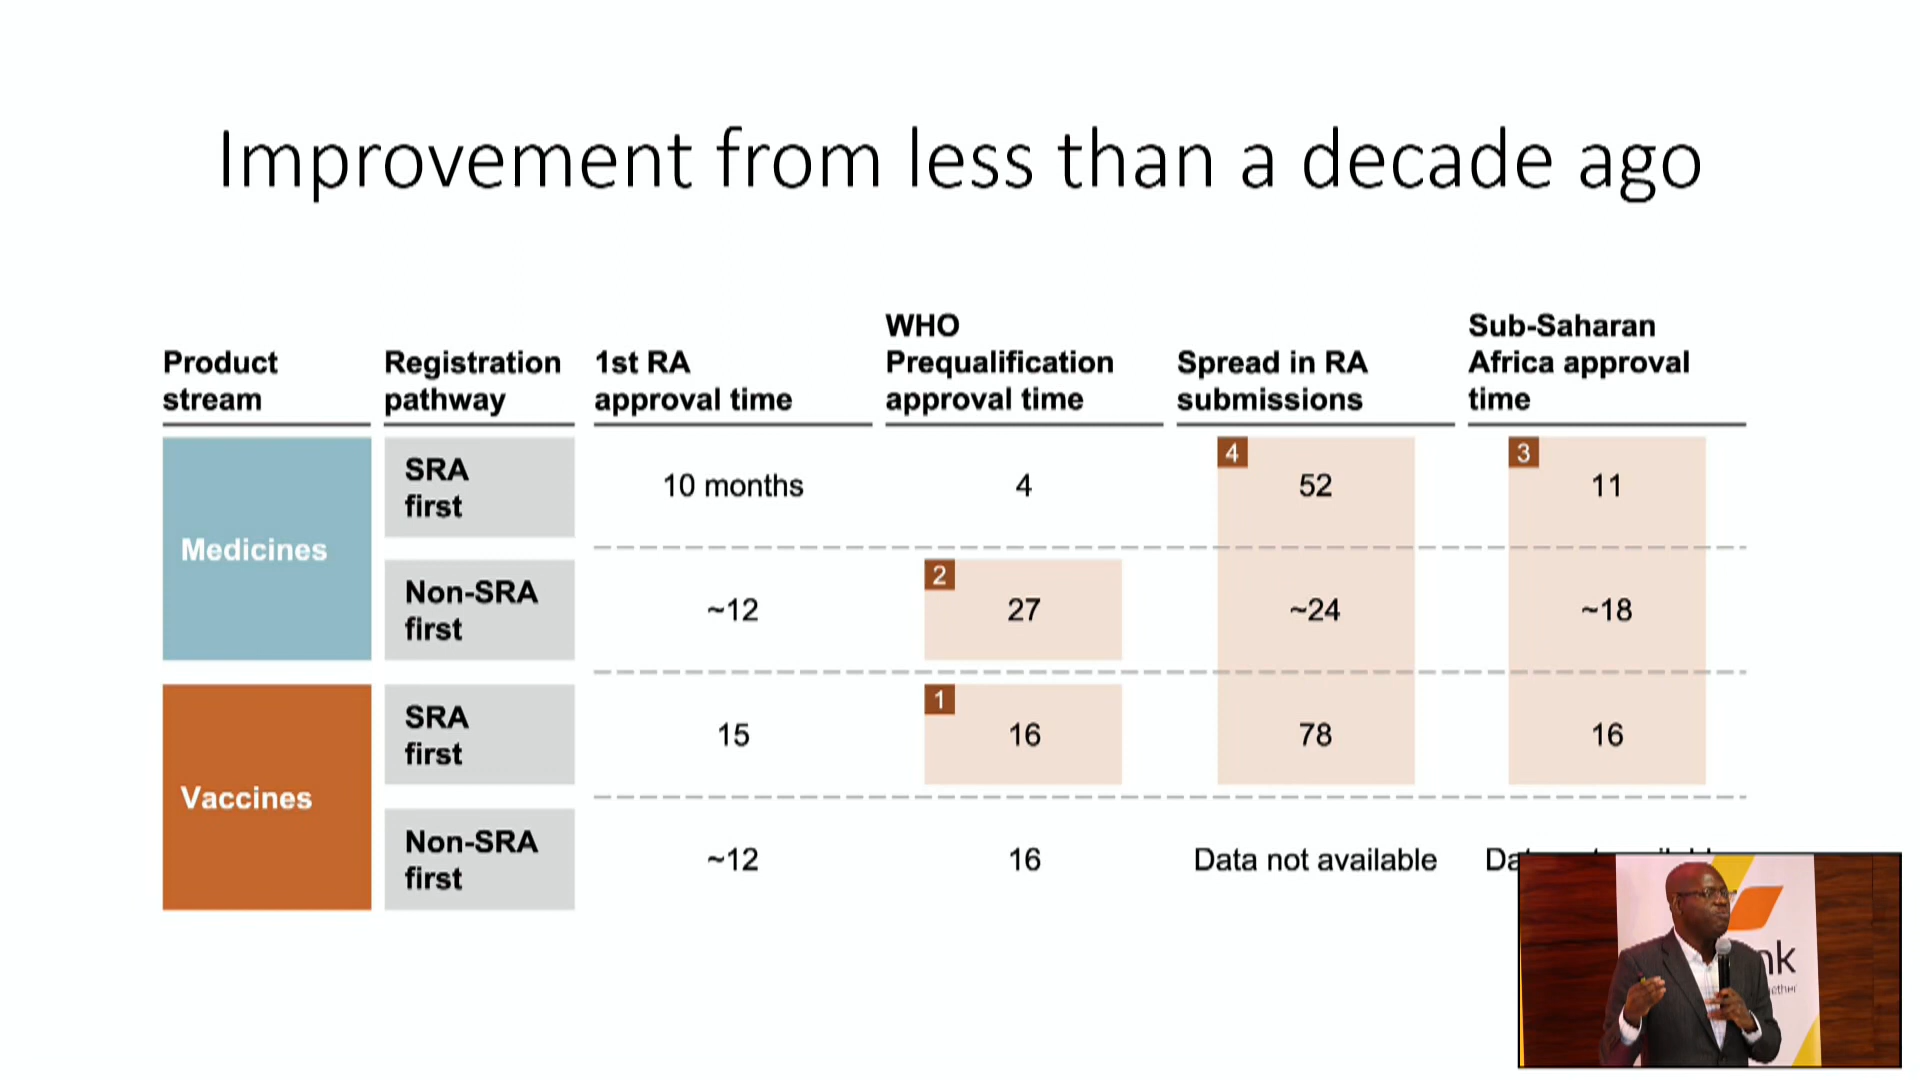 Improvement from less than a decade ago
Product
stream
Registration
pathway
1st RA
approval time
WHO
Prequalification
approval time
Spread in RA
submissions
Sub-Saharan
Africa approval
time
Medicines
SRA
first
10 months
4
4
52
3
11
Non-SRA
first
~12
2
27
~24
~18
Vaccines
SRA
first
15
1
16
78
16
Non-SRA
first
~12
16
Data not available